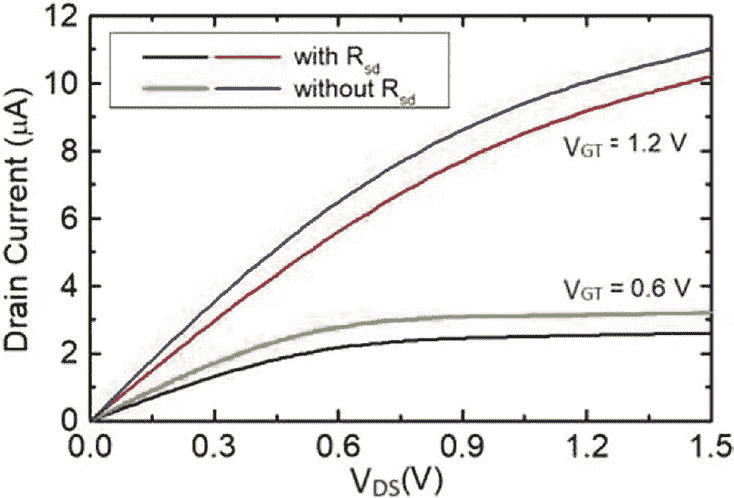 12
10
8
6
4
2
0
Drain Current (μA)
with Rsd
without Rsd
VGT = 1.2 V
VGT = 0.6 V
0.0 0.3 0.6 0.9 1.2 1.5
VDS(V)